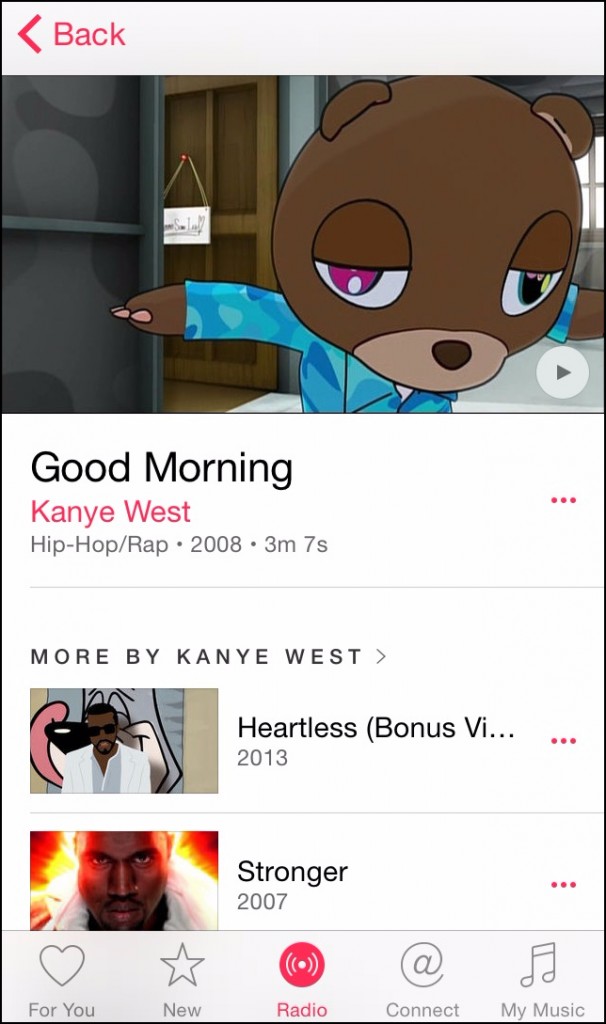 Back
Good Morning
Kanye West
Hip-Hop/Rap • 2008 • 3m 7s
MORE BY KANYE WEST >
Heartless (Bonus Vi...
2013
Stronger
2007
For You New Radio Connect My Music